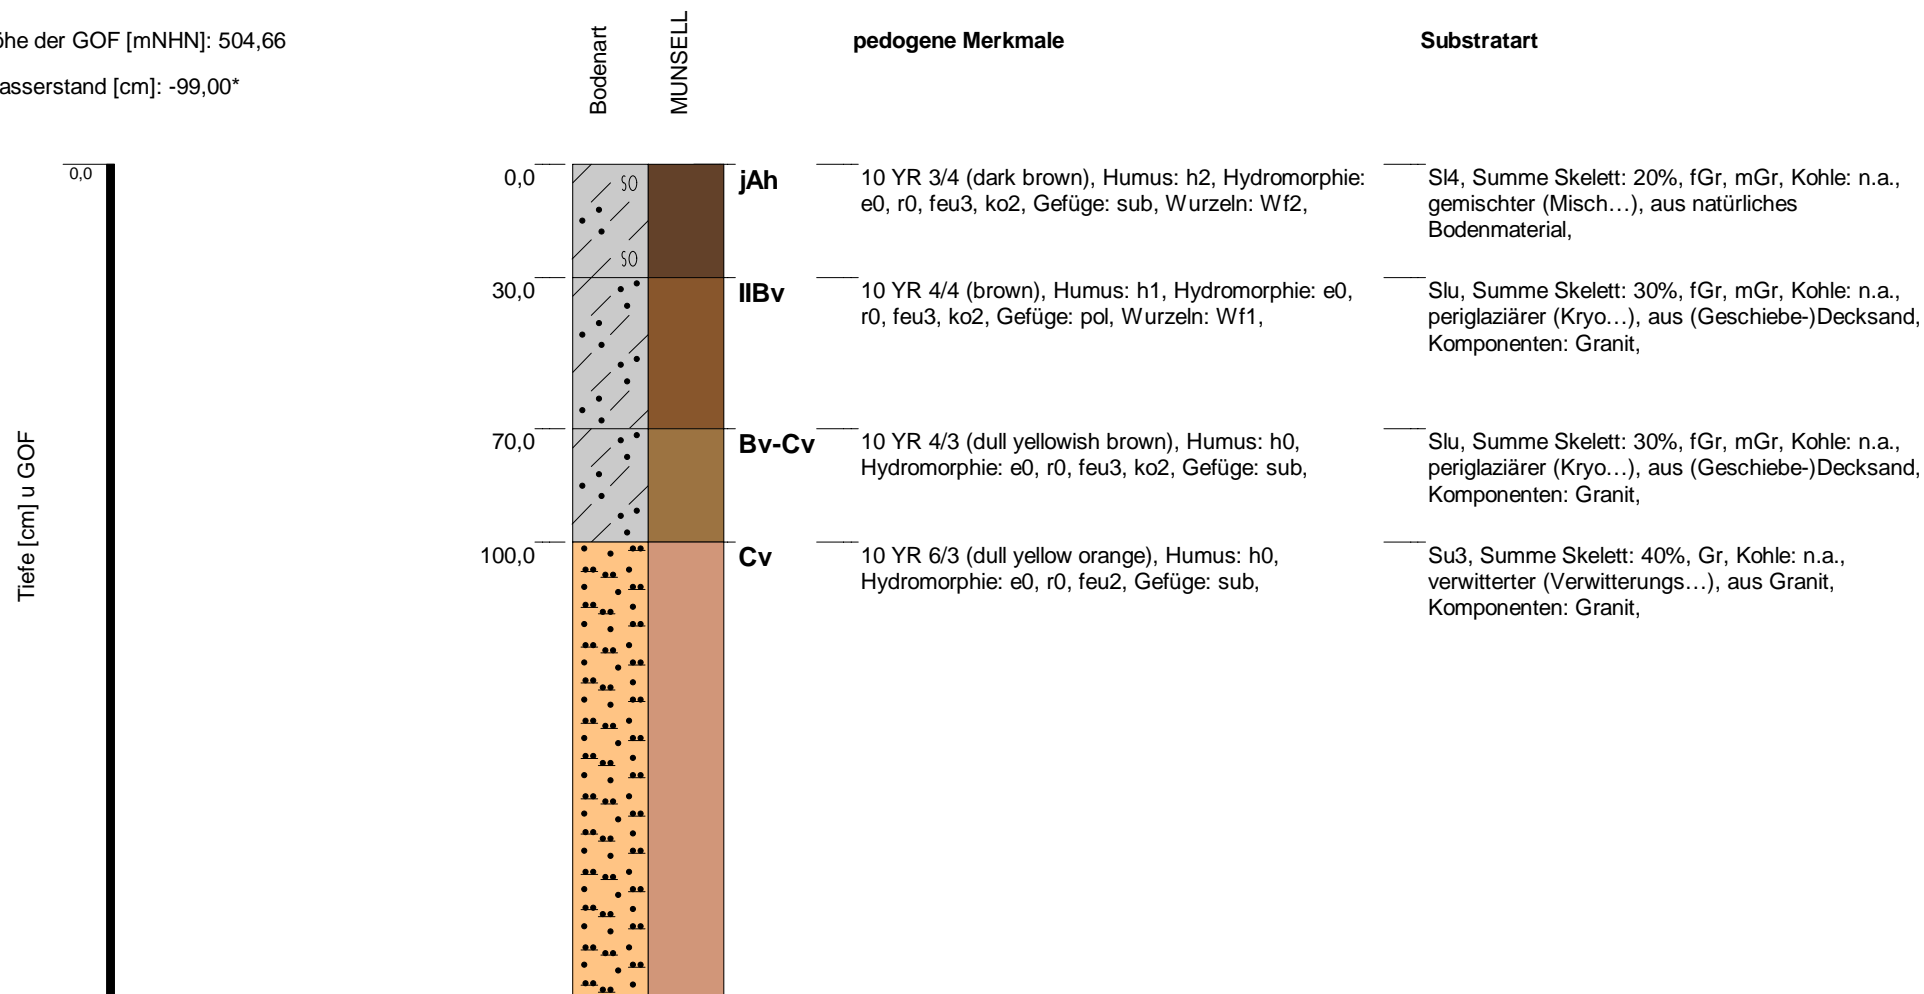 öhe der GOF [mNHN]: 504,66
asserstand [cm]: -99,00*
Bodenart
MUNSELL
pedogene Merkmale
Substratart
0,0
Tiefe [cm] u GOF
0,0
jAh
10 YR 3/4 (dark brown), Humus: h2, Hydromorphie:
e0, r0, feu3, ko2, Gefüge: sub, Wurzeln: Wf2,
Sl4, Summe Skelett: 20%, fGr, mGr, Kohle: n.a.,
gemischter (Misch…), aus natürliches
Bodenmaterial,
SO
SO
30,0
IIBv
10 YR 4/4 (brown), Humus: h1, Hydromorphie: e0,
r0, feu3, ko2, Gefüge: pol, Wurzeln: Wf1,
Slu, Summe Skelett: 30%, fGr, mGr, Kohle: n.a.,
periglaziärer (Kryo…), aus (Geschiebe-)Decksand,
Komponenten: Granit,
70,0
Bv-Cv
10 YR 4/3 (dull yellowish brown), Humus: h0,
Hydromorphie: e0, r0, feu3, ko2, Gefüge: sub,
Slu, Summe Skelett: 30%, fGr, mGr, Kohle: n.a.,
periglaziärer (Kryo…), aus (Geschiebe-)Decksand,
Komponenten: Granit,
100,0
Cv
10 YR 6/3 (dull yellow orange), Humus: h0,
Hydromorphie: e0, r0, feu2, Gefüge: sub,
Su3, Summe Skelett: 40%, Gr, Kohle: n.a.,
verwitterter (Verwitterungs…), aus Granit,
Komponenten: Granit,